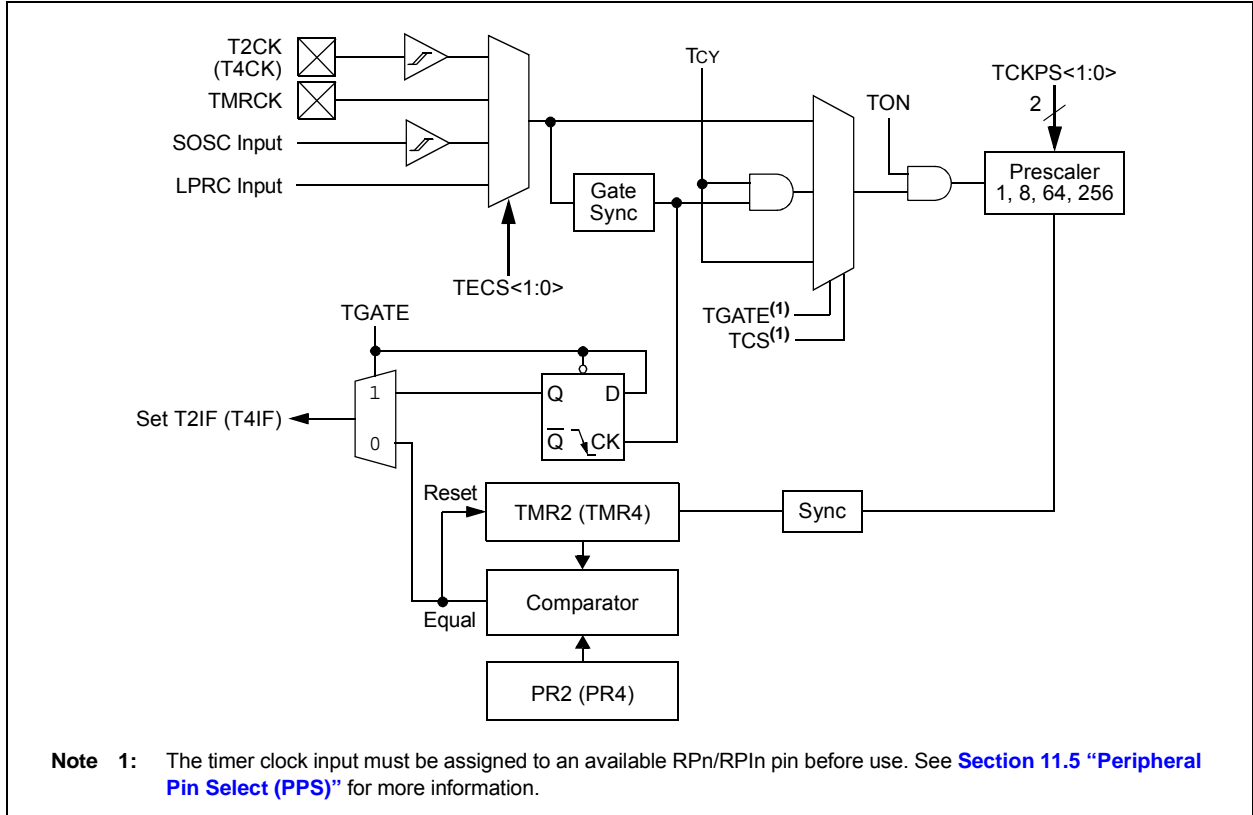 T2CK
(T4CK)
TMRCK
SOSC Input
LPRC Input
TECS<1:0>
Gate
Sync
TCY
TON
TCKPS<1:0>
2
Prescaler
1, 8, 64, 256
TGATE(1)
TCS(1)
TGATE
1
0
Set T2IF (T4IF)
Q D
Q CK
Reset
TMR2 (TMR4)
Sync
Comparator
Equal
PR2 (PR4)
Note 1: The timer clock input must be assigned to an available RPn/RPIn pin before use. See Section 11.5 “Peripheral
Pin Select (PPS)” for more information.